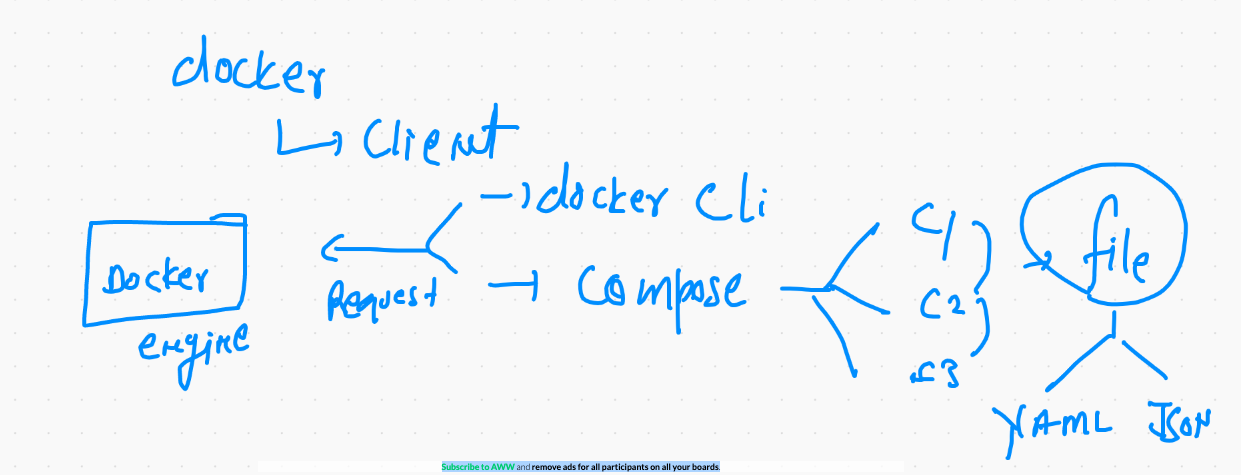 docker
Client
docker Cli
Docker
engine
Request
Compose
C1
C2
C3
file
YAML JSON
Subscribe to AWW and remove ads for all participants on all your boards.